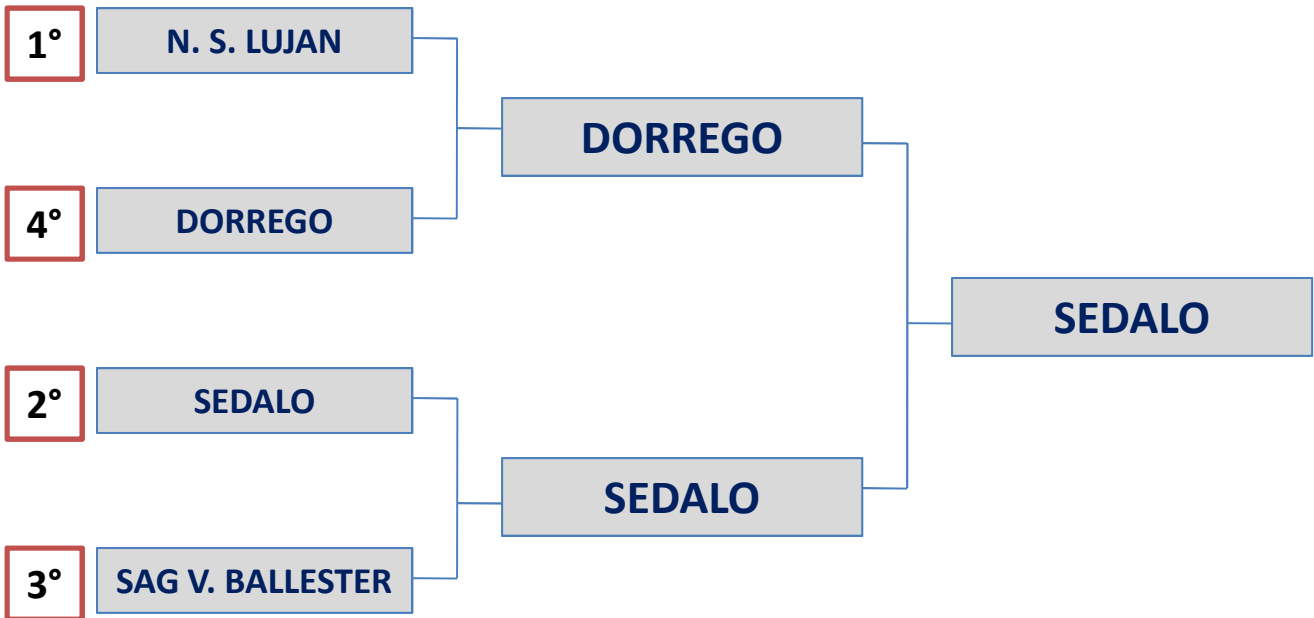 1°
N. S. LUJAN
DORREGO
4°
DORREGO
SEDALO
2°
SEDALO
SEDALO
3°
SAG V. BALLESTER